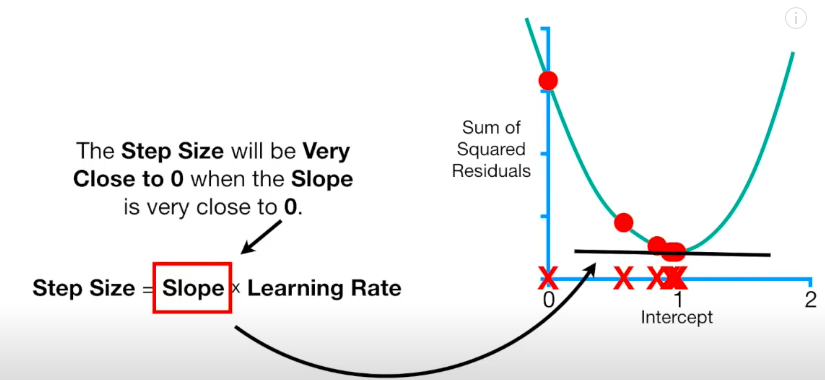 The Step Size will be Very
Close to 0 when the Slope
is very close to 0.
Step Size = Slope x Learning Rate
Sum of
Squared
Residuals
X X X X X X
0 1 2
Intercept
i